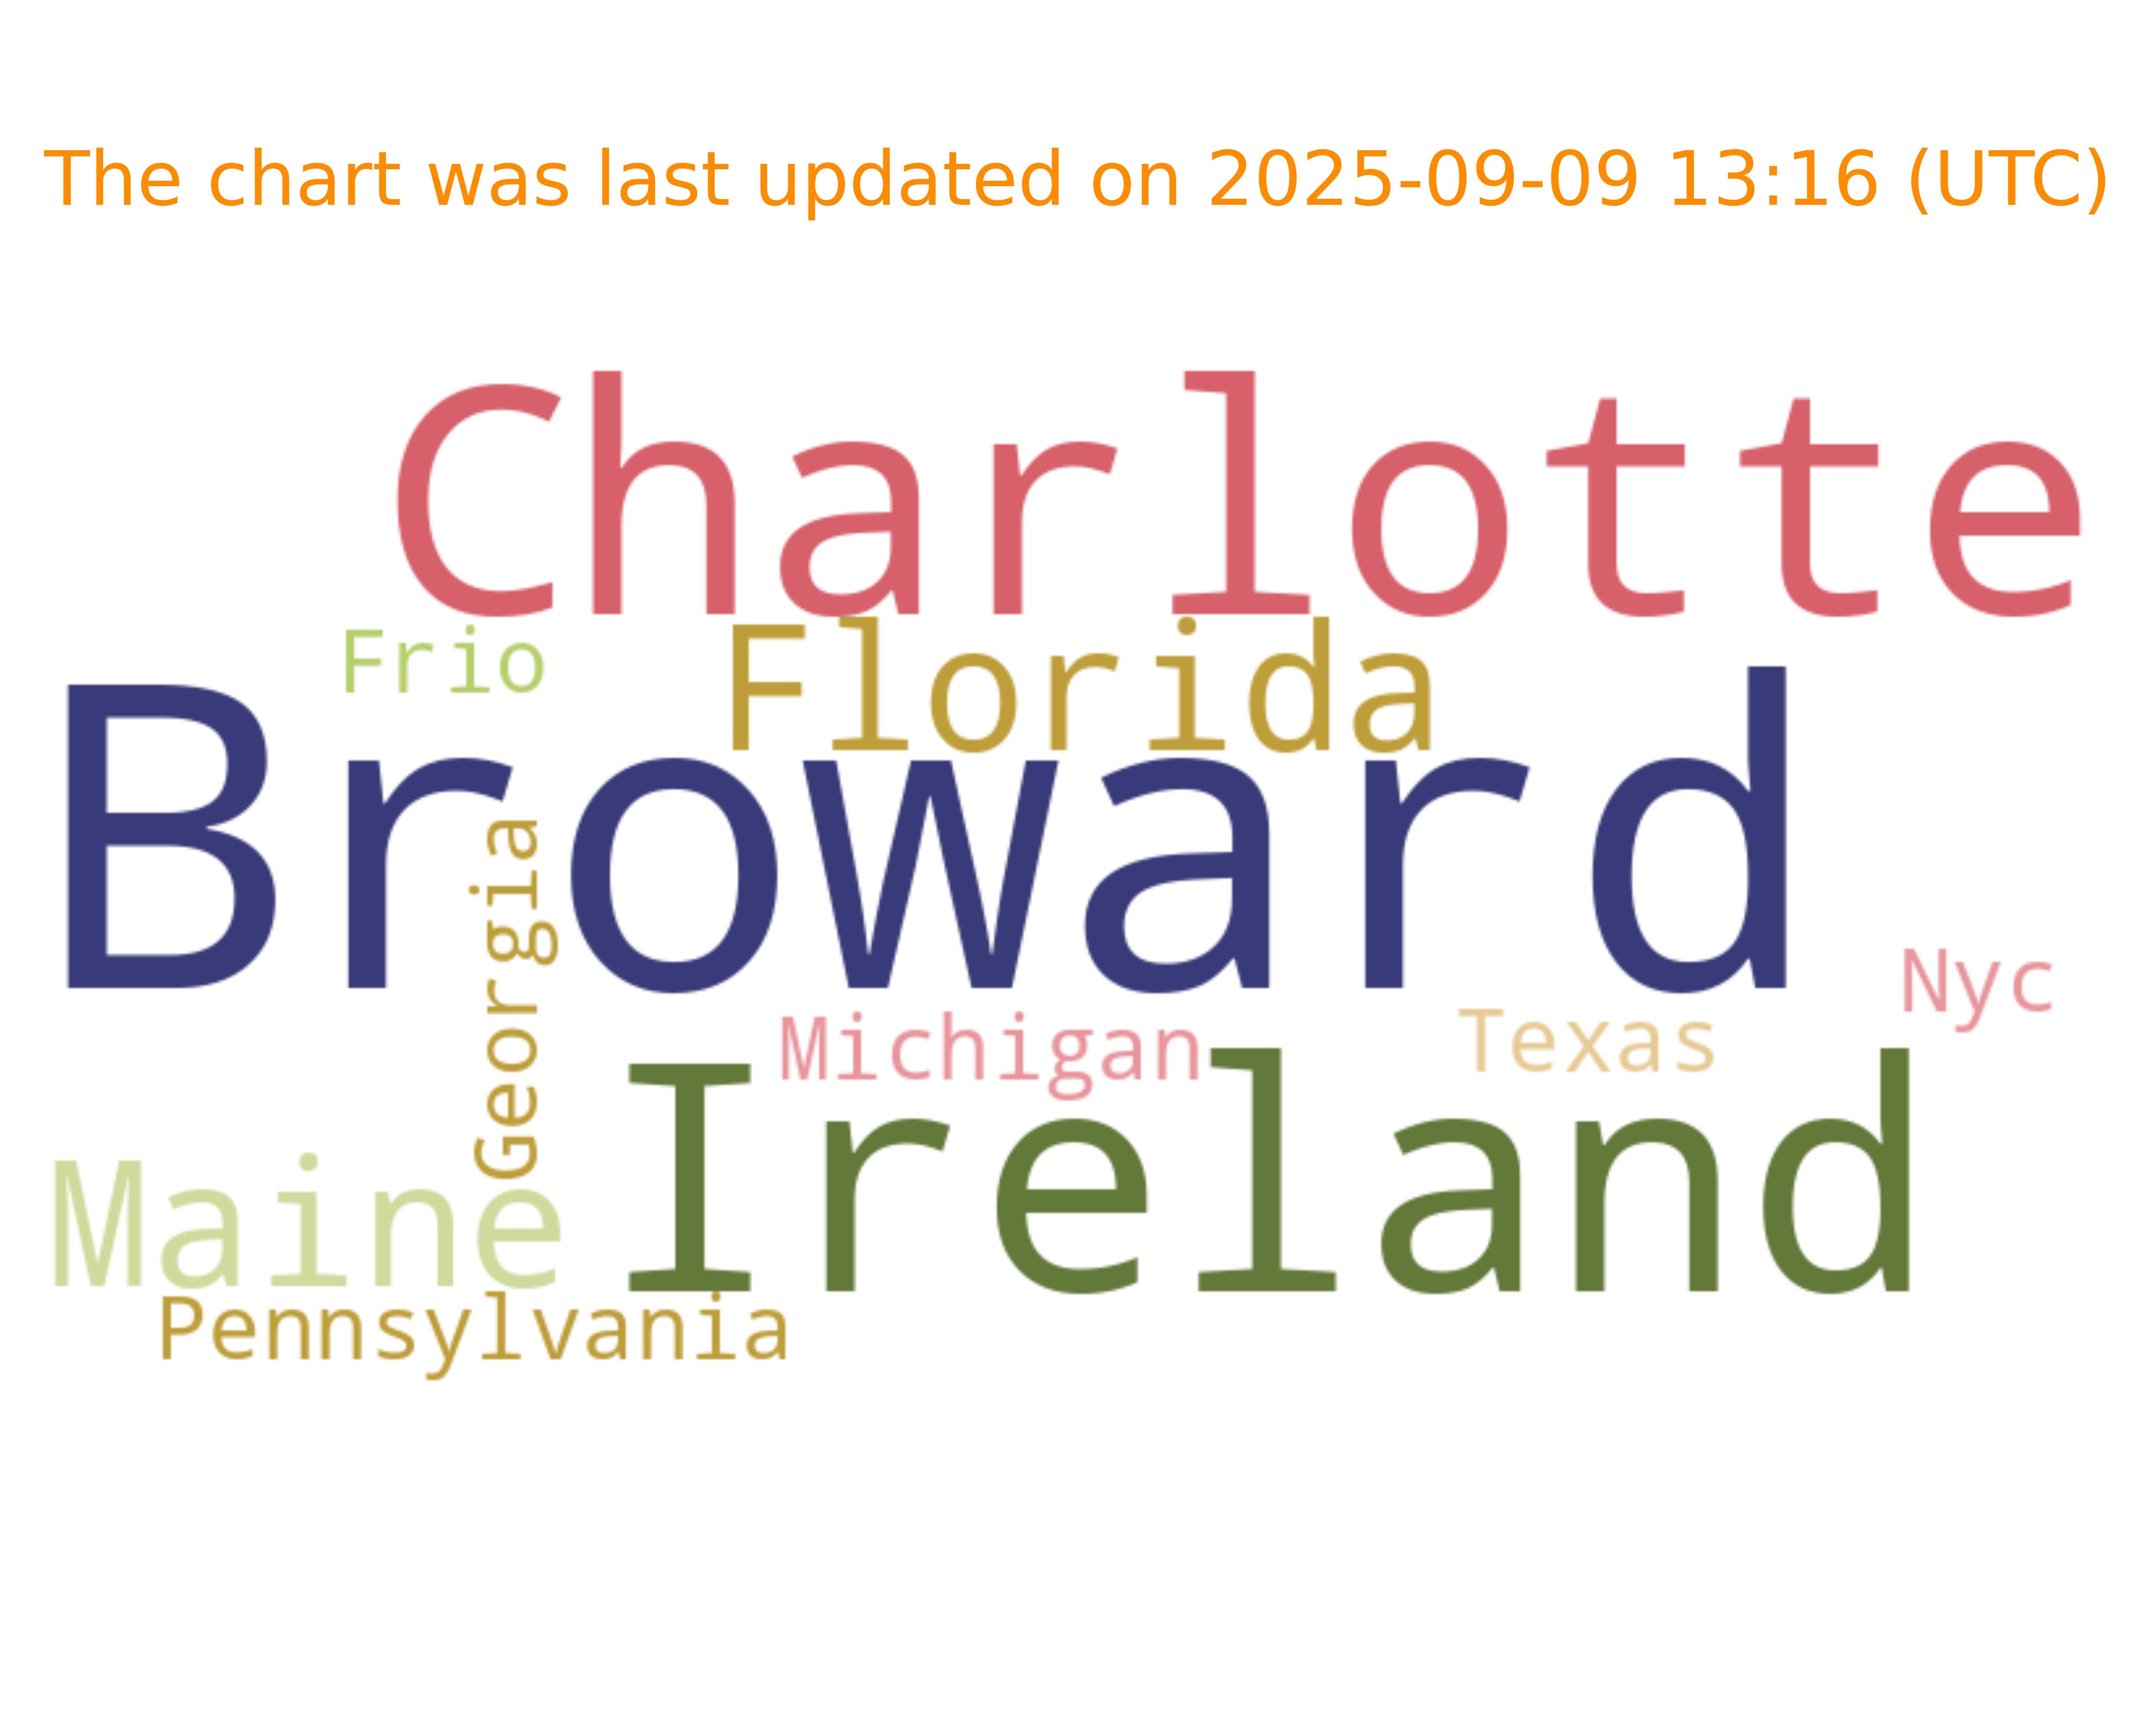 The chart was last updated on 2025-09-09 13:16 (UTC)
Charlotte
Frio
Florida
Broward
Georgia
Nyc
Michigan
Texas
Ireland
Maine
Pennsylvania